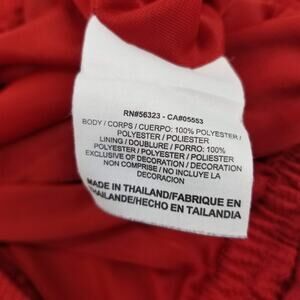 RN#56323 - CA#05553
BODY / CORPS / CUERPO: 100% POLYESTER /
POLYESTER / POLIESTER
LINING / DOUBLURE / FORRO: 100%
POLYESTER / POLYESTER / POLIESTER
EXCLUSIVE OF DECORATION / DECORATION
NON COMPRISE / NO INCLUYE LA
DECORACION
MADE IN THAILAND/FABRIQUE EN
THAILANDE/HECHO EN TAILANDIA